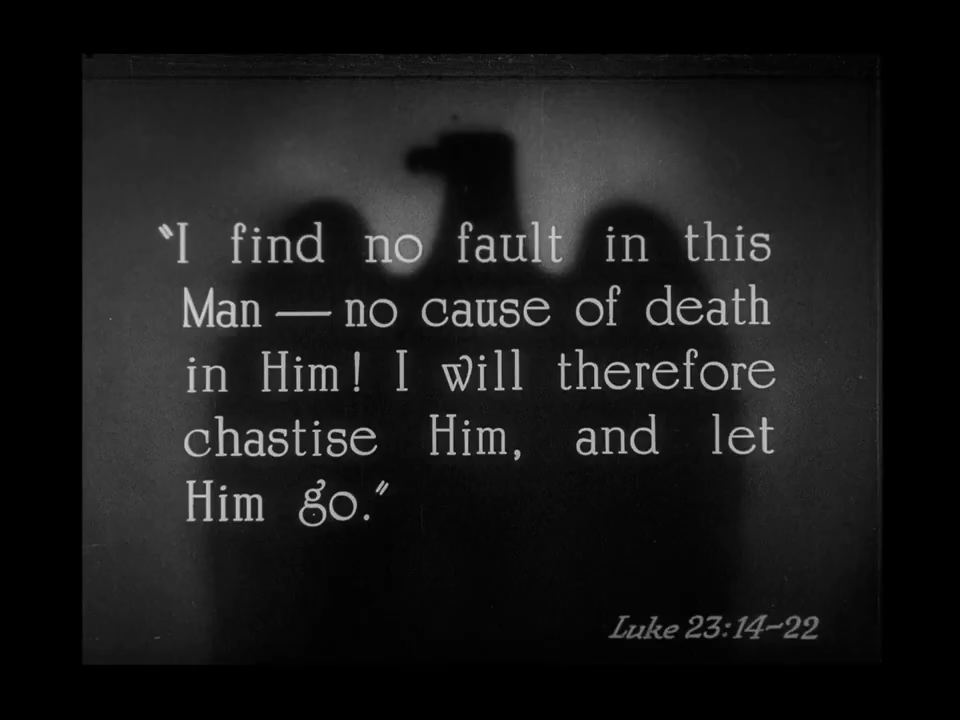 "I find no fault in this
Man — no cause of death
in Him! I will therefore
chastise Him, and let
Him go."
Luke 23:14-22